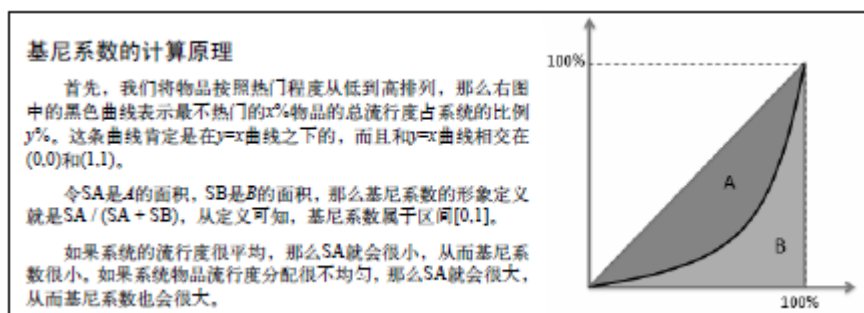 基尼系数的计算原理
首先，我们将物品按照热门程度从低到高排列，那么右图
中的黑色曲线表示最不热门的x%物品的总流行度占系统的比例
y%。这条曲线肯定是在y=x曲线之下的，而且和y=x曲线相交在
(0,0)和(1,1)。
令SA是A的面积，SB是B的面积，那么基尼系数的形象定义
就是SA / (SA + SB)，从定义可知，基尼系数属于区间[0,1]。
如果系统的流行度很平均，那么SA就会很小，从而基尼系
数很小。如果系统物品流行度分配很不均匀，那么SA就会很大，
从而基尼系数也会很大。
100%
A
B
100%